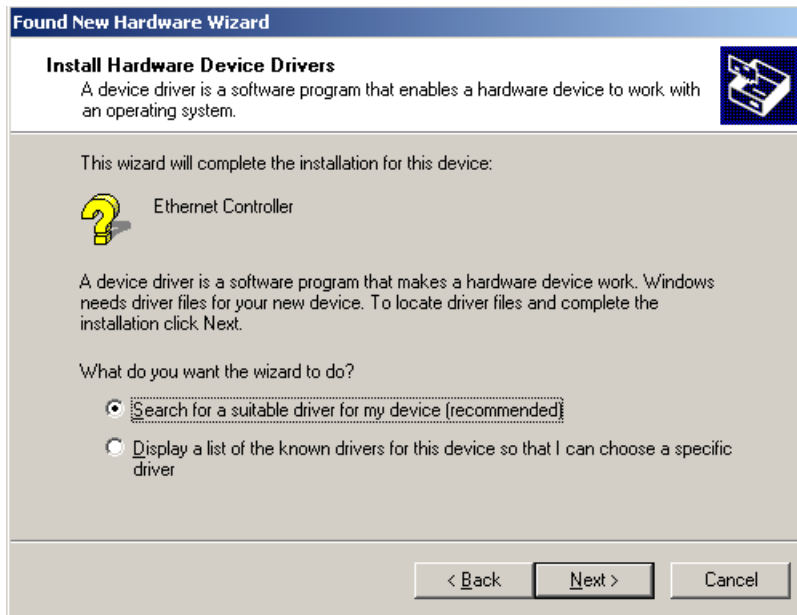 Found New Hardware Wizard
Install Hardware Device Drivers
A device driver is a software program that enables a hardware device to work with
an operating system.
This wizard will complete the installation for this device:
Ethernet Controller
A device driver is a software program that makes a hardware device work. Windows
needs driver files for your new device. To locate driver files and complete the
installation click Next.
What do you want the wizard to do?
Search for a suitable driver for my device (recommended)
Display a list of the known drivers for this device so that I can choose a specific
driver
< Back Next > Cancel